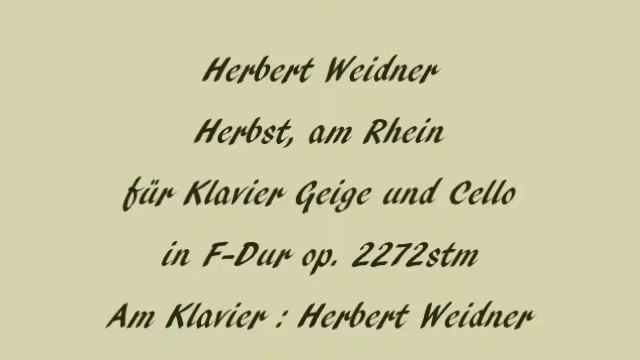 Herbert Weidner
Herbst, am Rhein
für Klavier Geige und Cello
in F-Dur op. 2272stm
Am Klavier : Herbert Weidner